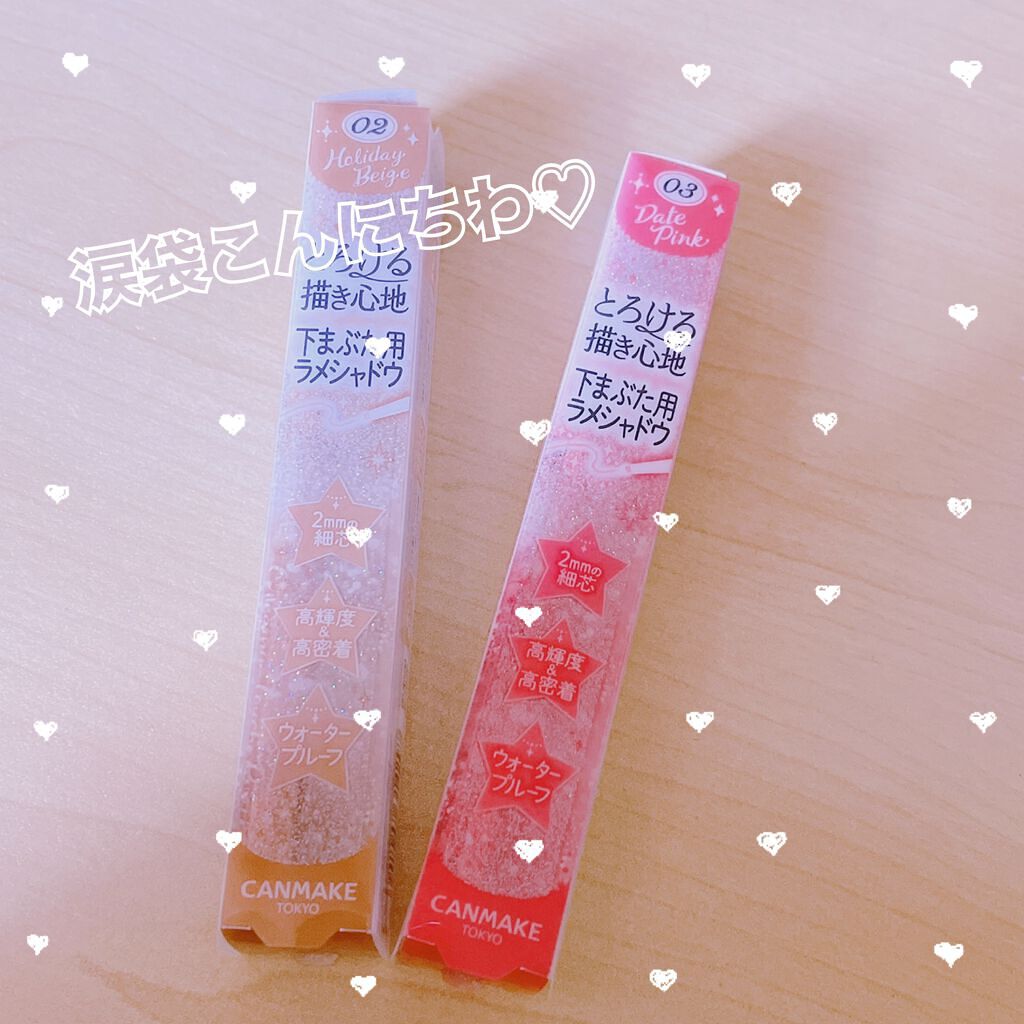 涙袋こんにちわ♡
02
Holiday
Beige
とろける
描き心地
下まぶた用
ラメシャドウ
2mmの
細芯
高輝度
&
高密着
ウォーター
プルーフ
CANMAKE
TOKYO
03
Date
Pink
とろける
描き心地
下まぶた用
ラメシャドウ
2mmの
細芯
高輝度
&
高密着
ウォーター
プルーフ
CANMAKE
TOKYO